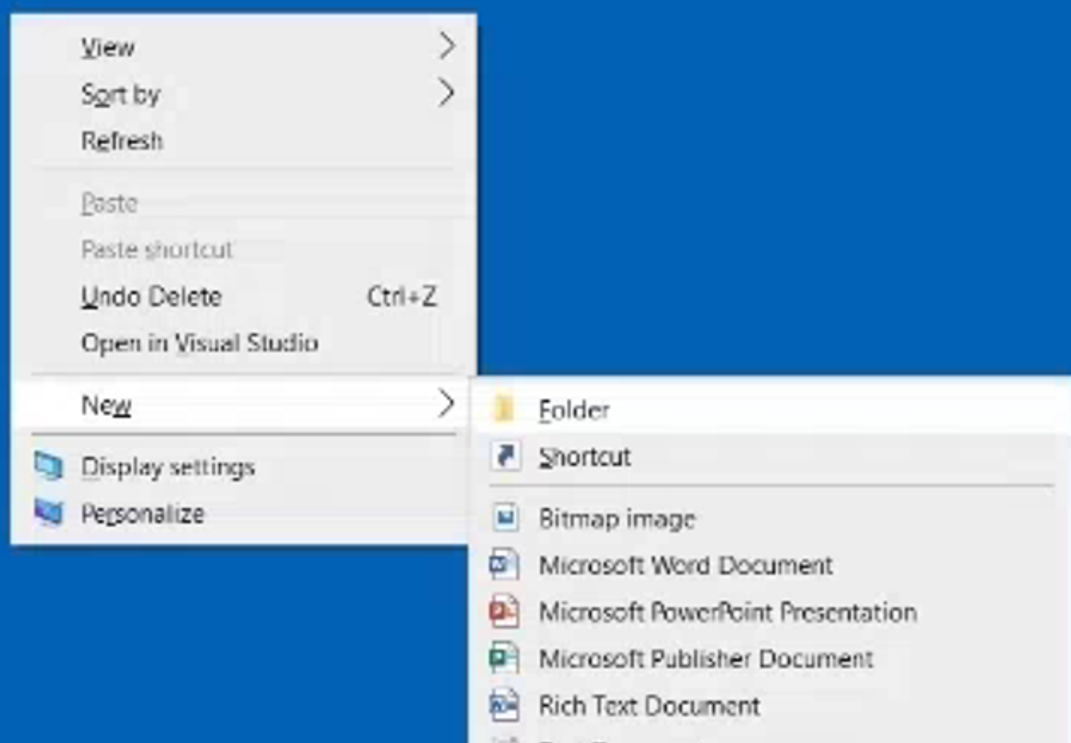 View
Sort by
Refresh
Paste
Paste shortcut
Undo Delete Ctrl+Z
Open in Visual Studio
New
Display settings
Personalize
Folder
Shortcut
Bitmap image
Microsoft Word Document
Microsoft PowerPoint Presentation
Microsoft Publisher Document
Rich Text Document